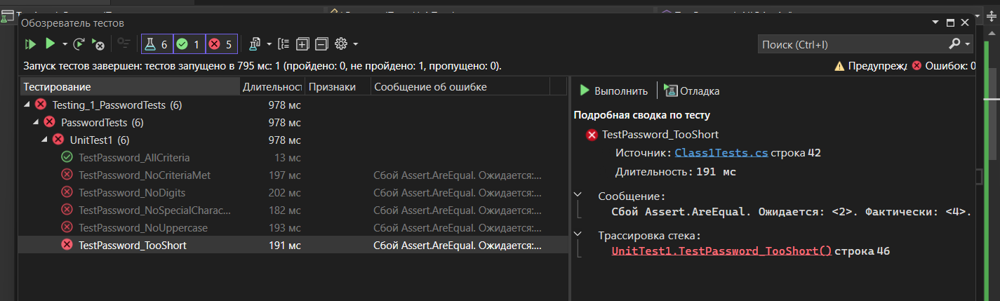 Обозреватель тестов
6 1 5
Поиск (Ctrl+I)
Запуск тестов завершен: тестов запущено в 795 мс: 1 (пройдено: 0, не пройдено: 1, пропущено: 0).
Предупрежд Ошибок: 0
Тестирование Длительност Признаки Сообщение об ошибке
Testing_1_PasswordTests (6) 978 мс
PasswordTests (6) 978 мс
UnitTest1 (6) 978 мс
TestPassword_AllCriteria 13 мс
TestPassword_NoCriteriaMet 197 мс Сбой Assert.AreEqual. Ожидается:...
TestPassword_NoDigits 202 мс Сбой Assert.AreEqual. Ожидается:...
TestPassword_NoSpecialCharac... 182 мс Сбой Assert.AreEqual. Ожидается:...
TestPassword_NoUppercase 193 мс Сбой Assert.AreEqual. Ожидается:...
TestPassword_TooShort 191 мс Сбой Assert.AreEqual. Ожидается:...
Выполнить Отладка
Подробная сводка по тесту
TestPassword_TooShort
Источник: Class1Tests.cs строка 42
Длительность: 191 мс
Сообщение:
Сбой Assert.AreEqual. Ожидается: <2>. Фактически: <4>.
Трассировка стека:
UnitTest1.TestPassword_TooShort() строка 46